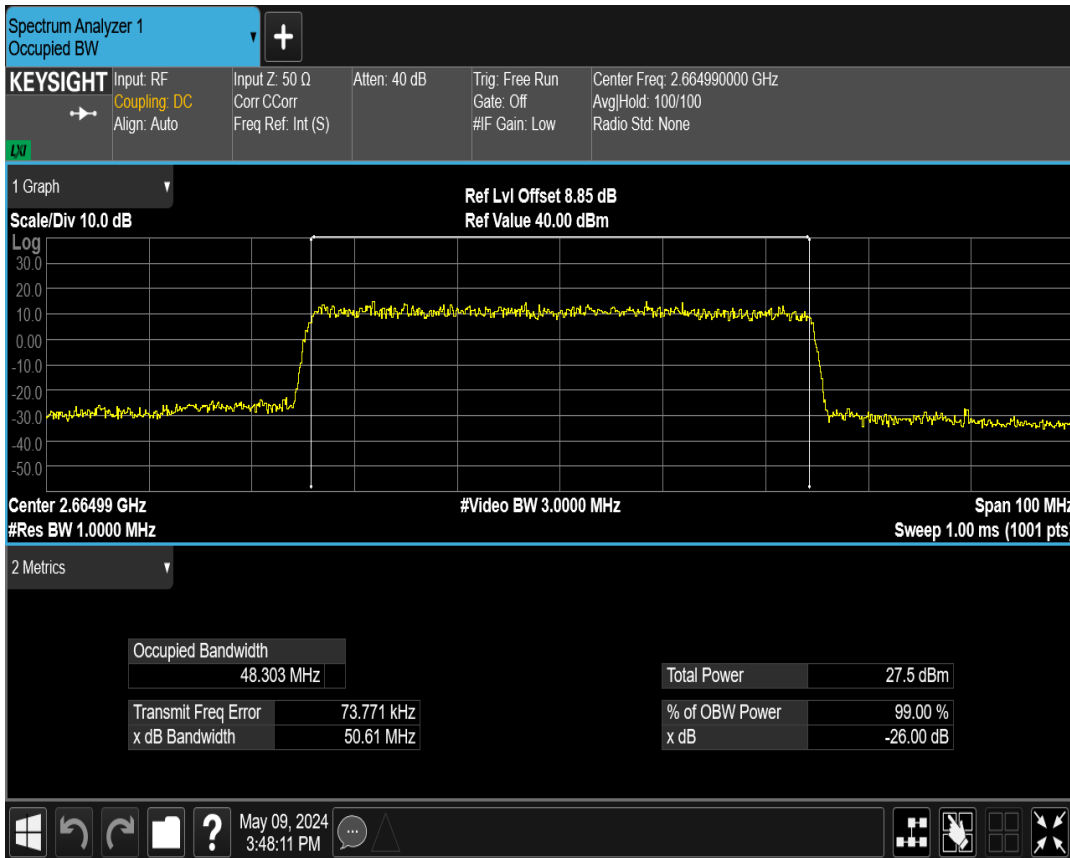 Spectrum Analyzer 1
Occupied BW
+
KEYSIGHT
LXI
Input: RF
Coupling: DC
Align: Auto
Input Z: 50 Ω
Corr CCorr
Freq Ref: Int (S)
Atten: 40 dB
Trig: Free Run
Gate: Off
#IF Gain: Low
Center Freq: 2.664990000 GHz
Avg|Hold: 100/100
Radio Std: None
1 Graph
Scale/Div 10.0 dB
Ref Lvl Offset 8.85 dB
Ref Value 40.00 dBm
Log
30.0
20.0
10.0
0.00
-10.0
-20.0
-30.0
-40.0
-50.0
Center 2.66499 GHz
#Video BW 3.0000 MHz
Span 100 MHz
#Res BW 1.0000 MHz
Sweep 1.00 ms (1001 pts)
2 Metrics
Occupied Bandwidth
48.303 MHz
Total Power 27.5 dBm
Transmit Freq Error 73.771 kHz
% of OBW Power 99.00 %
x dB Bandwidth 50.61 MHz
x dB -26.00 dB
?
May 09, 2024
3:48:11 PM